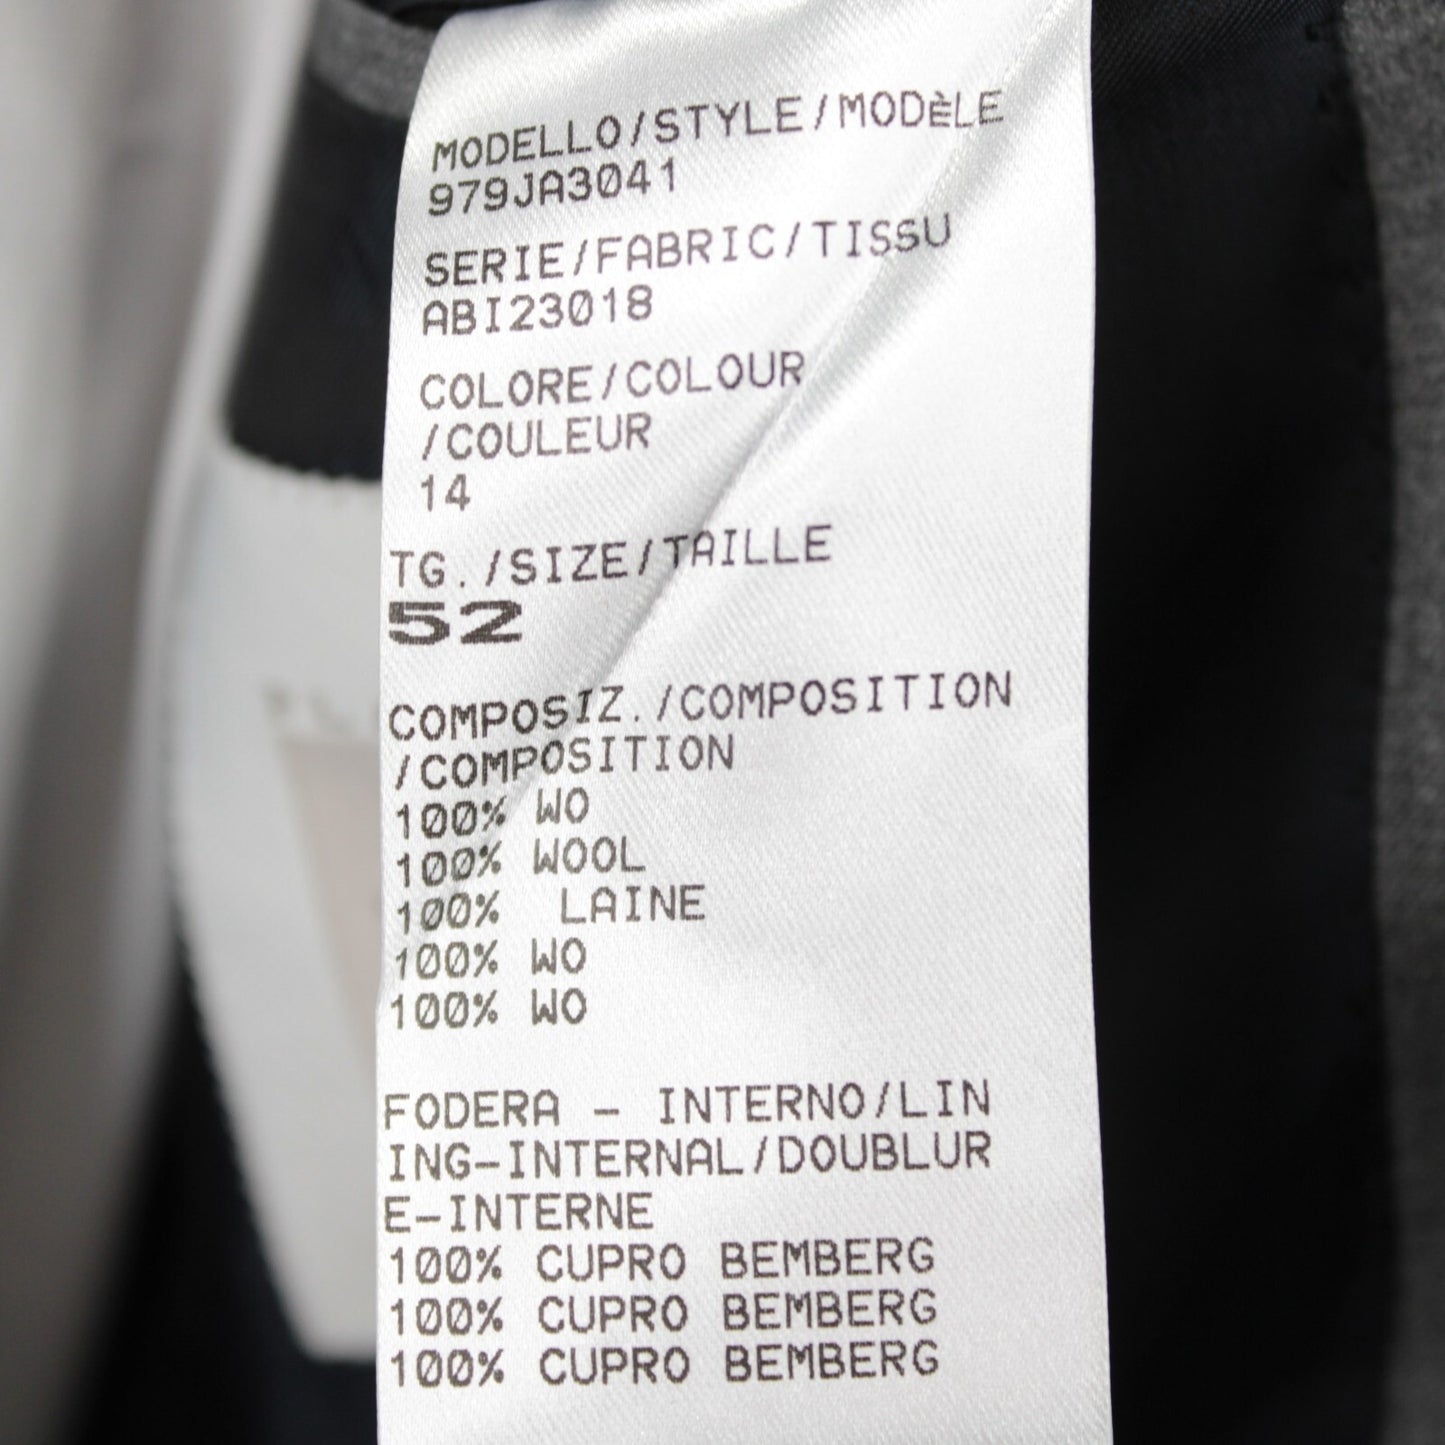 MODELLO/STYLE/MODèLE
979JA3041
SERIE/FABRIC/TISSU
ABI23018
COLORE/COLOUR
/COULEUR
14
TG./SIZE/TAILLE
52
COMPOSIZ./COMPOSITION
/COMPOSITION
100% WO
100% WOOL
100% LAINE
100% WO
100% WO
FODERA - INTERNO/LIN
ING-INTERNAL/DOUBLUR
E-INTERNE
100% CUPRO BEMBERG
100% CUPRO BEMBERG
100% CUPRO BEMBERG